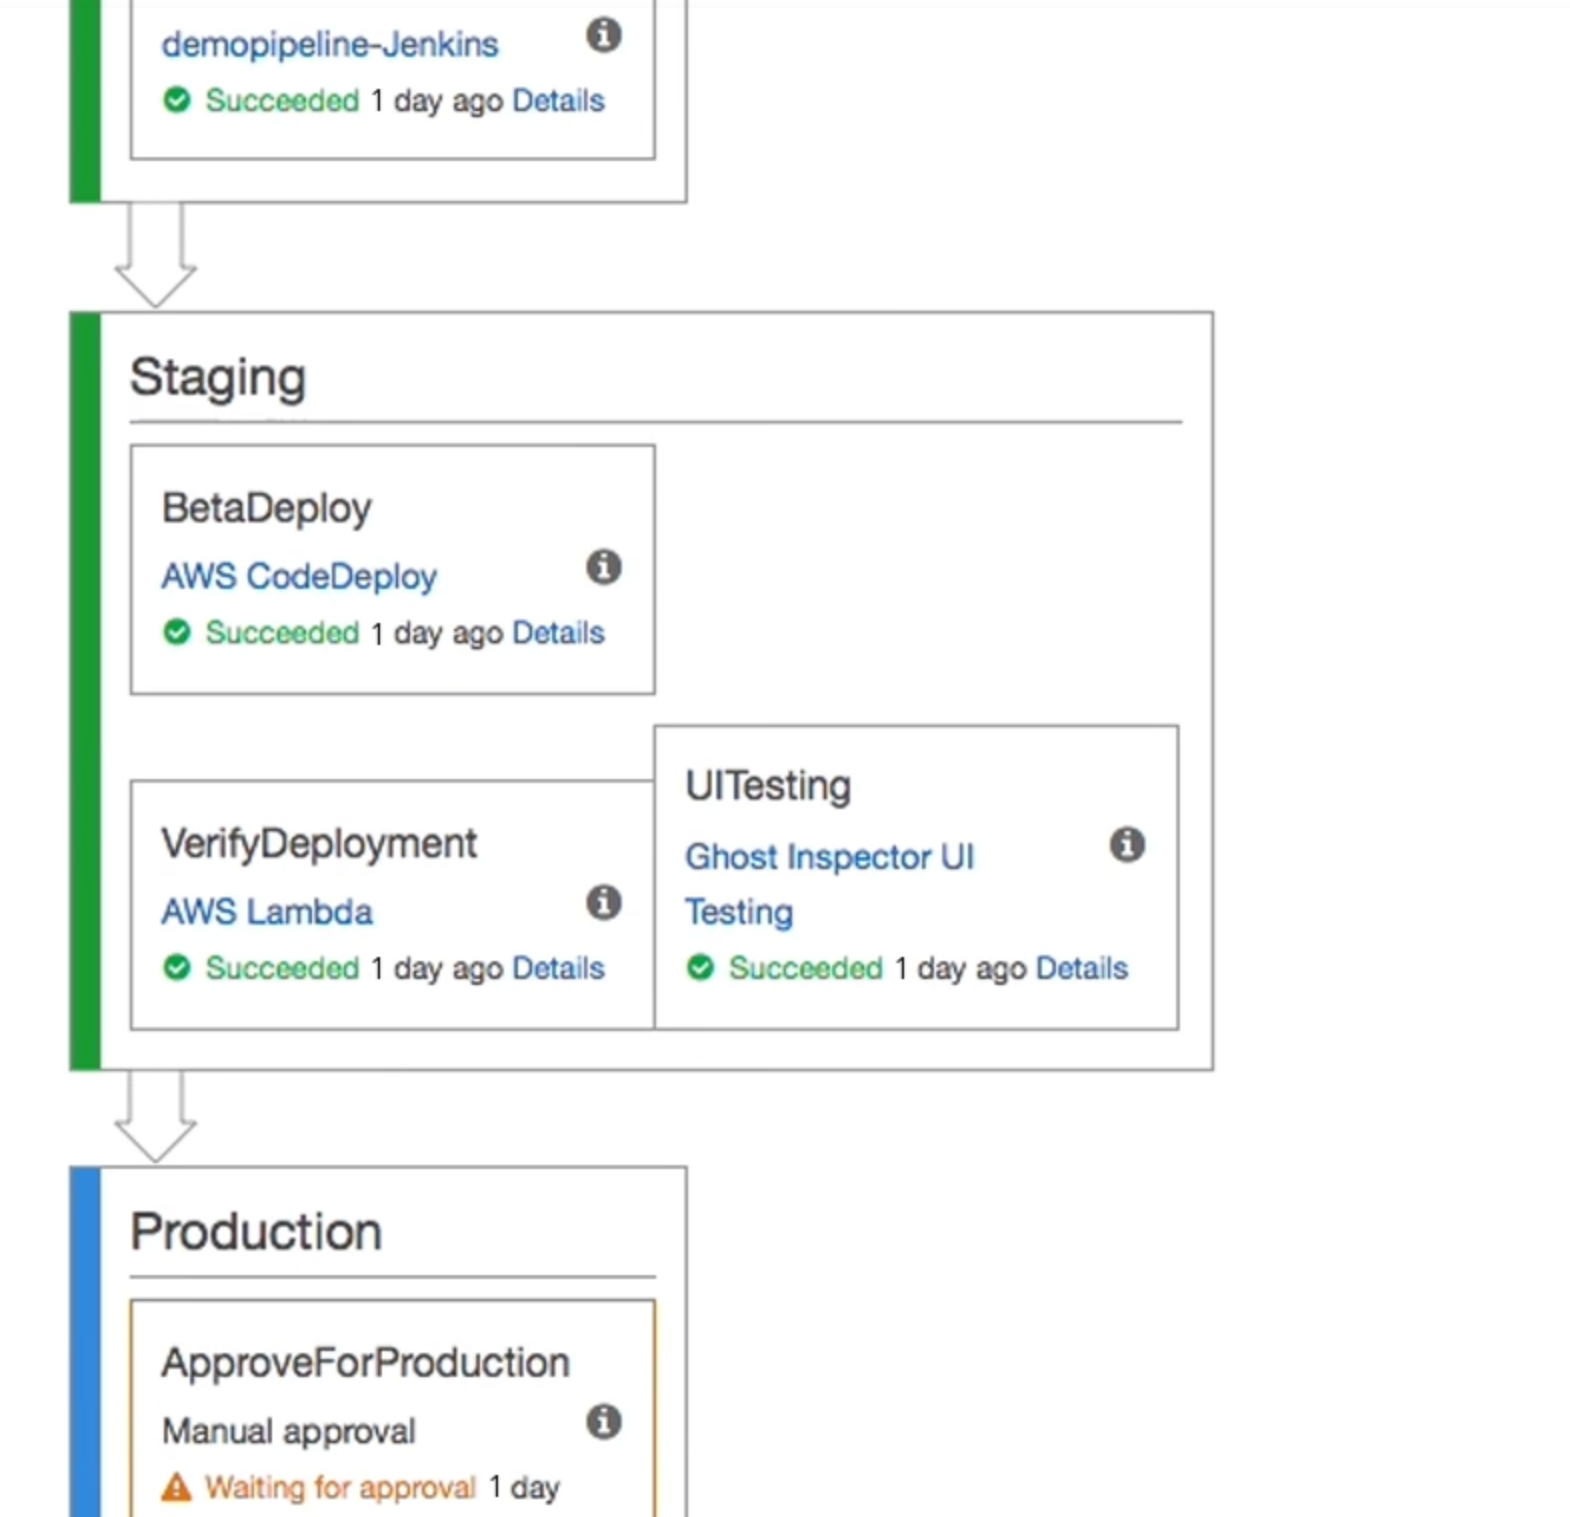 demopipeline-Jenkins
Succeeded 1 day ago Details
Staging
BetaDeploy
AWS CodeDeploy
Succeeded 1 day ago Details
VerifyDeployment
AWS Lambda
Succeeded 1 day ago Details
UITesting
Ghost Inspector UI
Testing
Succeeded 1 day ago Details
Production
ApproveForProduction
Manual approval
Waiting for approval 1 day